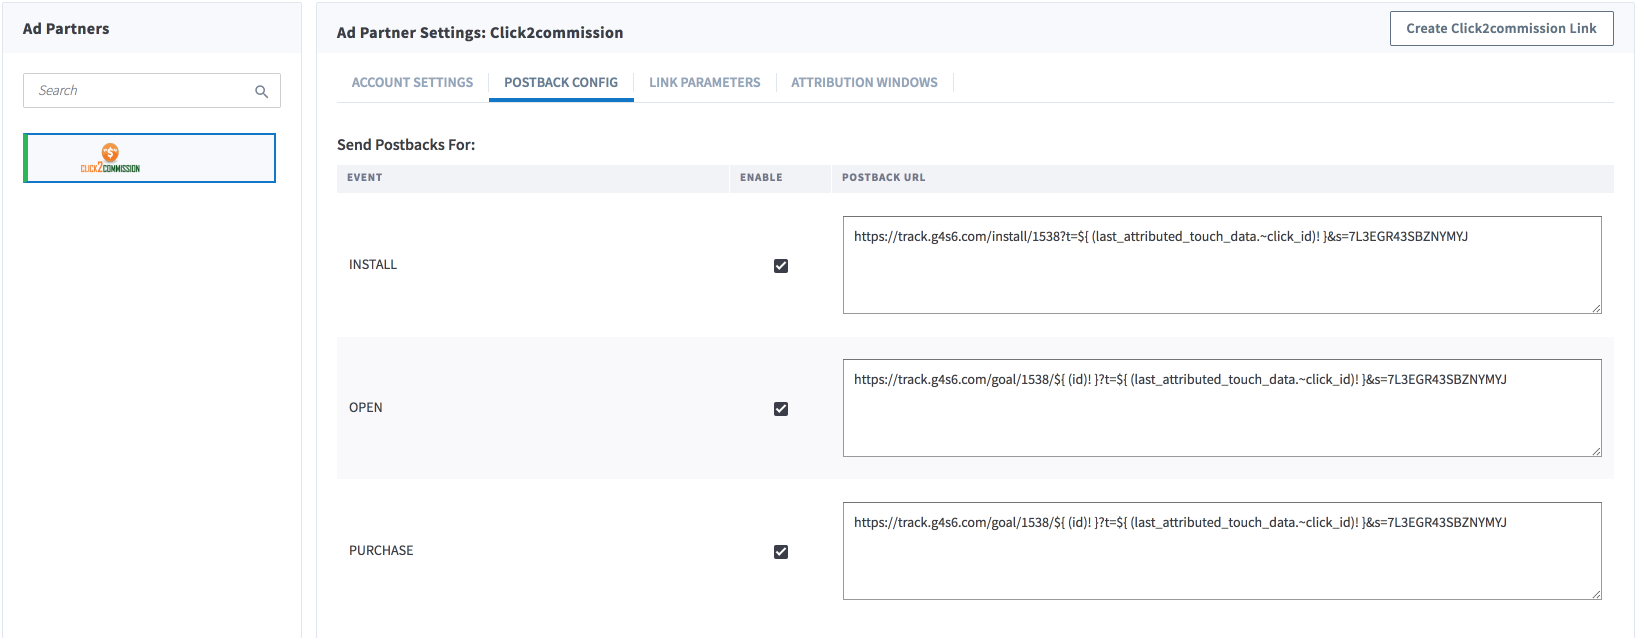 Ad Partners
Search
CLICK2COMMISSION
Ad Partner Settings: Click2commission
Create Click2commission Link
ACCOUNT SETTINGS
POSTBACK CONFIG
LINK PARAMETERS
ATTRIBUTION WINDOWS
Send Postbacks For:
EVENT ENABLE POSTBACK URL
INSTALL
https://track.g4s6.com/install/1538?t=${ (last_attributed_touch_data.~click_id)! }&s=7L3EGR43SBZNYMYJ
OPEN
https://track.g4s6.com/goal/1538/${ (id)! }?t=${ (last_attributed_touch_data.~click_id)! }&s=7L3EGR43SBZNYMYJ
PURCHASE
https://track.g4s6.com/goal/1538/${ (id)! }?t=${ (last_attributed_touch_data.~click_id)! }&s=7L3EGR43SBZNYMYJ